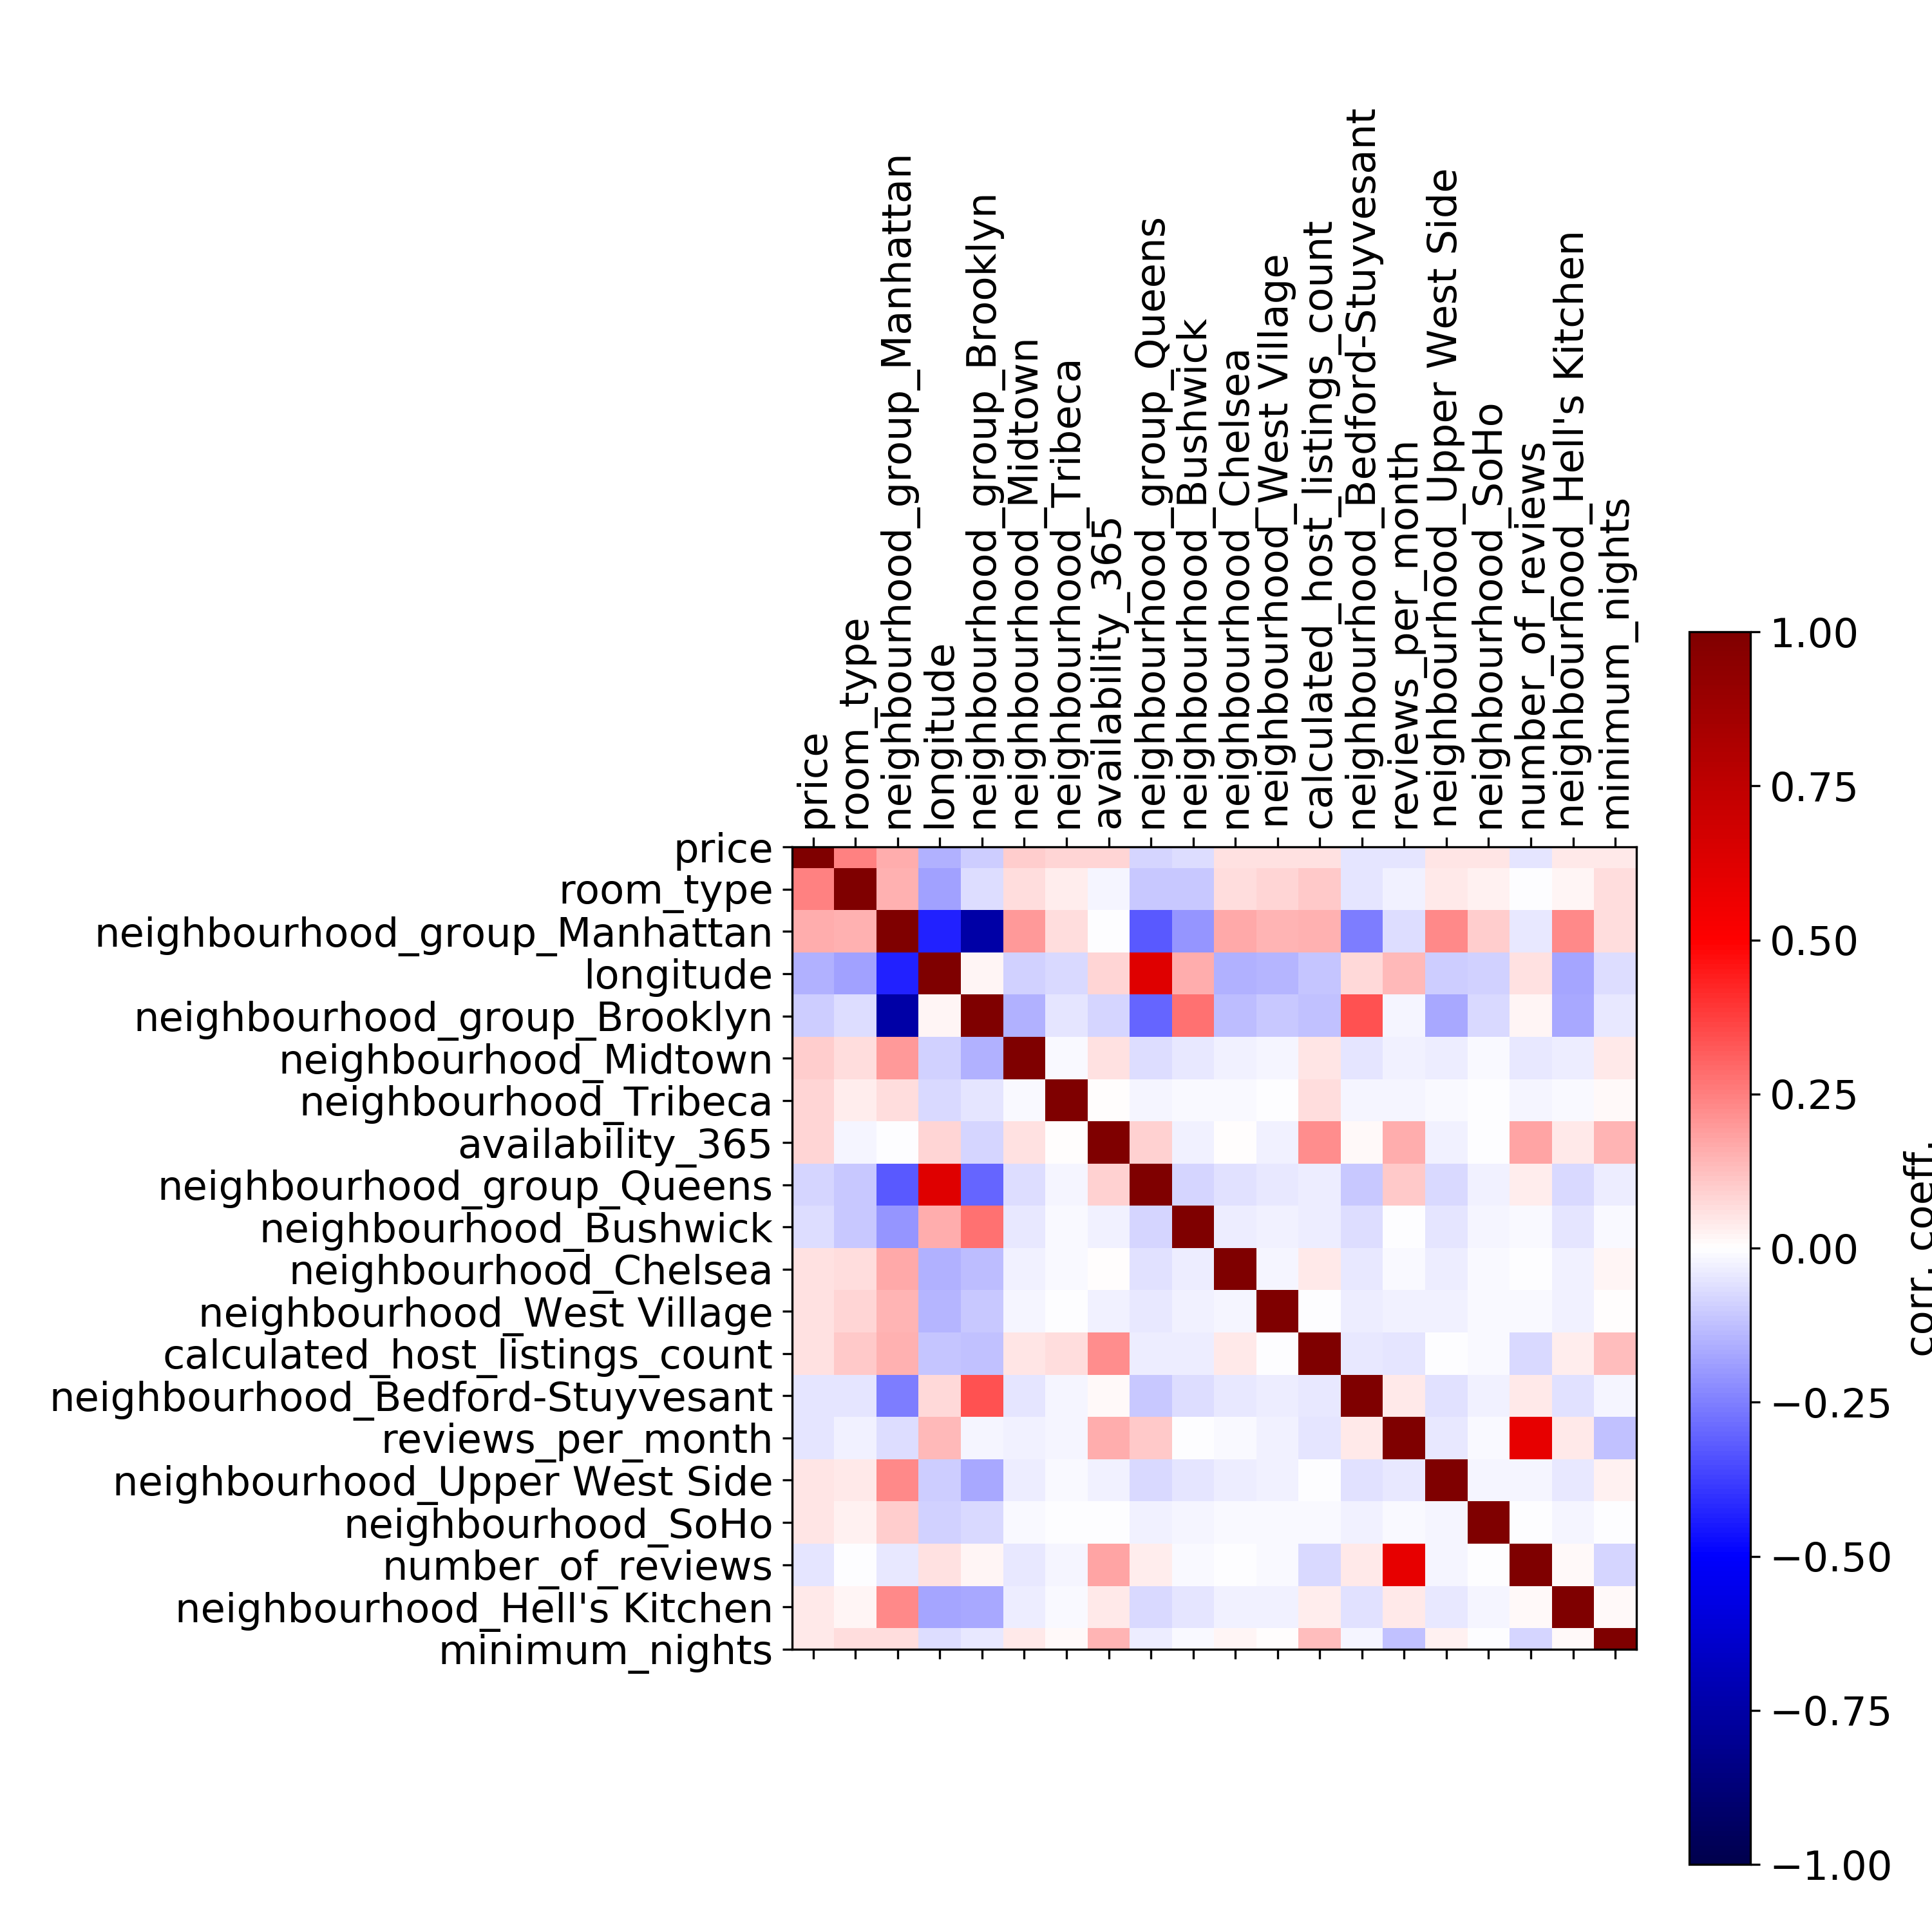 price
room_type
neighbourhood_group_Manhattan
longitude
neighbourhood_group_Brooklyn
neighbourhood_Midtown
neighbourhood_Tribeca
availability_365
neighbourhood_group_Queens
neighbourhood_Bushwick
neighbourhood_Chelsea
neighbourhood_West Village
calculated_host_listings_count
neighbourhood_Bedford-Stuyvesant
reviews_per_month
neighbourhood_Upper West Side
neighbourhood_SoHo
number_of_reviews
neighbourhood_Hell's Kitchen
minimum_nights
price
room_type
neighbourhood_group_Manhattan
longitude
neighbourhood_group_Brooklyn
neighbourhood_Midtown
neighbourhood_Tribeca
availability_365
neighbourhood_group_Queens
neighbourhood_Bushwick
neighbourhood_Chelsea
neighbourhood_West Village
calculated_host_listings_count
neighbourhood_Bedford-Stuyvesant
reviews_per_month
neighbourhood_Upper West Side
neighbourhood_SoHo
number_of_reviews
neighbourhood_Hell's Kitchen
minimum_nights
1.00
0.75
0.50
0.25
0.00
−0.25
−0.50
−0.75
−1.00
corr. coeff.